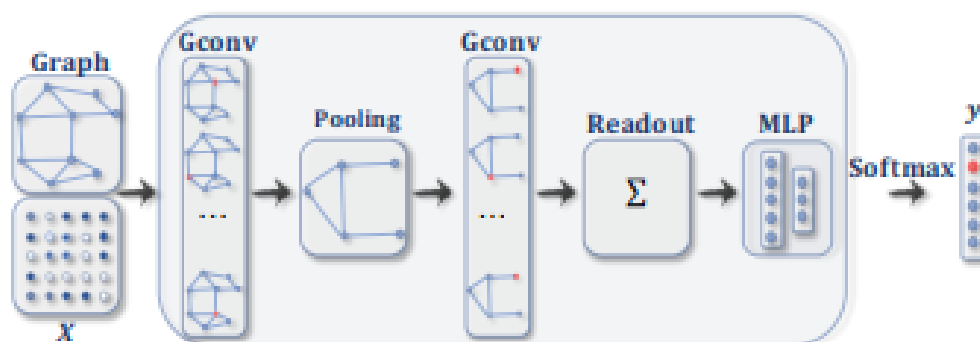 Graph
X
Gconv
...
Pooling
Gconv
...
Readout
Σ
MLP
Softmax
y